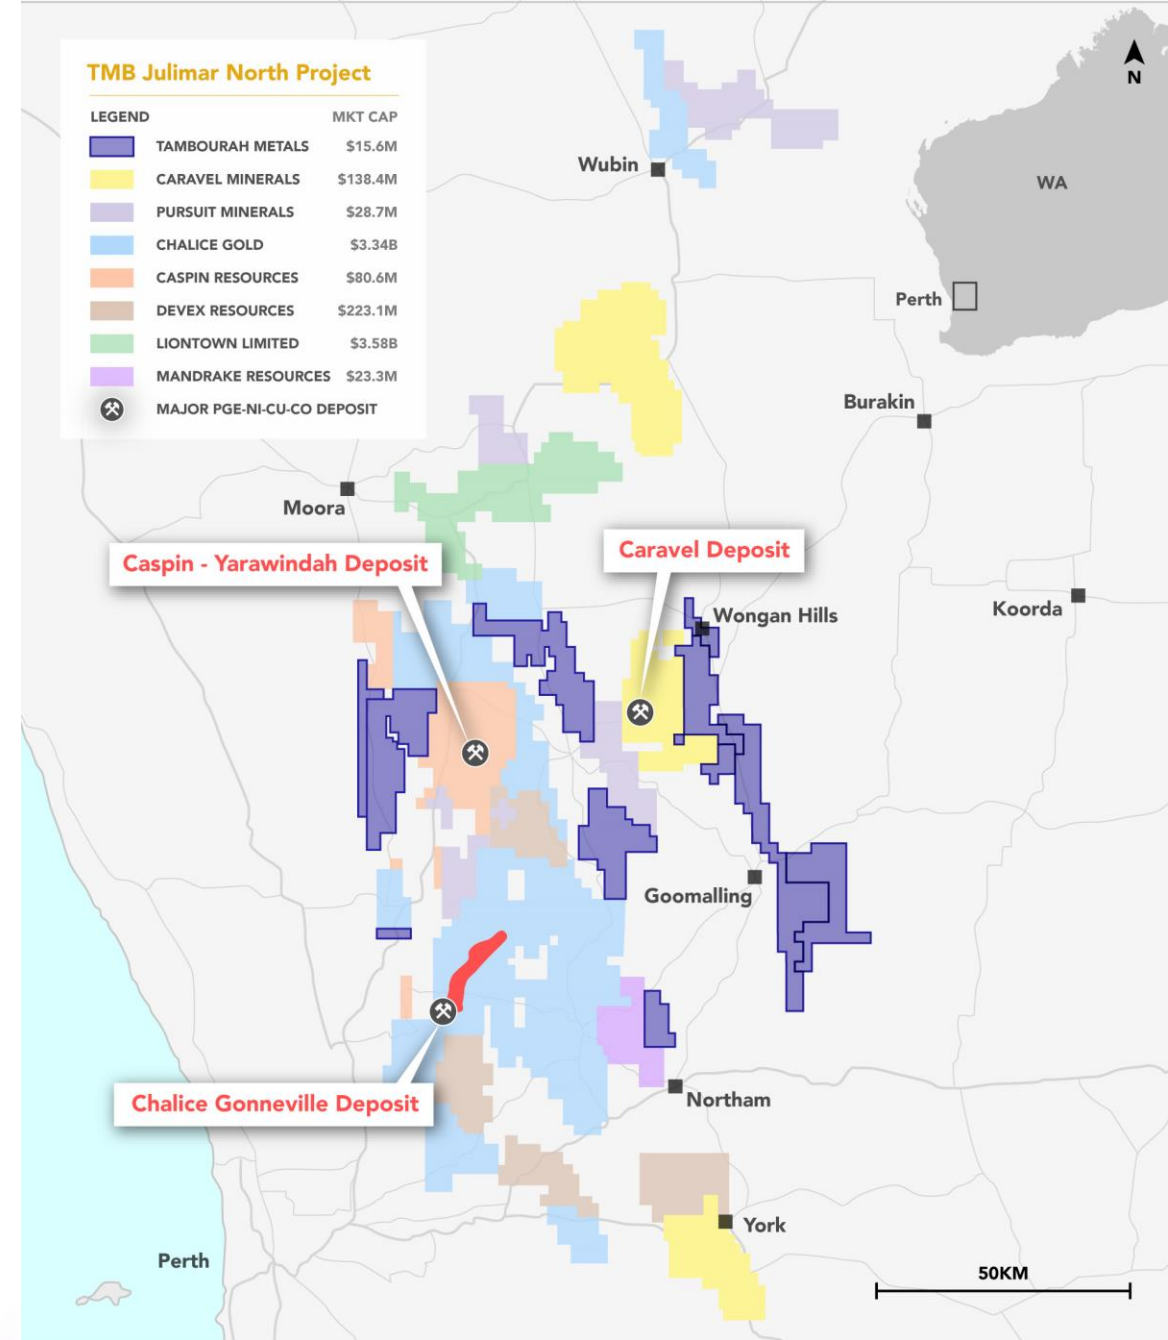 TMB Julimar North Project
LEGEND MKT CAP
TAMBOURAH METALS $15.6M
CARAVEL MINERALS $138.4M
PURSUIT MINERALS $28.7M
CHALICE GOLD $3.34B
CASPIN RESOURCES $80.6M
DEVEX RESOURCES $223.1M
LIONTOWN LIMITED $3.58B
MANDRAKE RESOURCES $23.3M
MAJOR PGE-NI-CU-CO DEPOSIT
N
WA
Perth
Wubin
Burakin
Moora
Caspin - Yarawindah Deposit
Caravel Deposit
Koorda
Wongan Hills
Goomalling
Chalice Gonneville Deposit
Northam
York
Perth
50KM